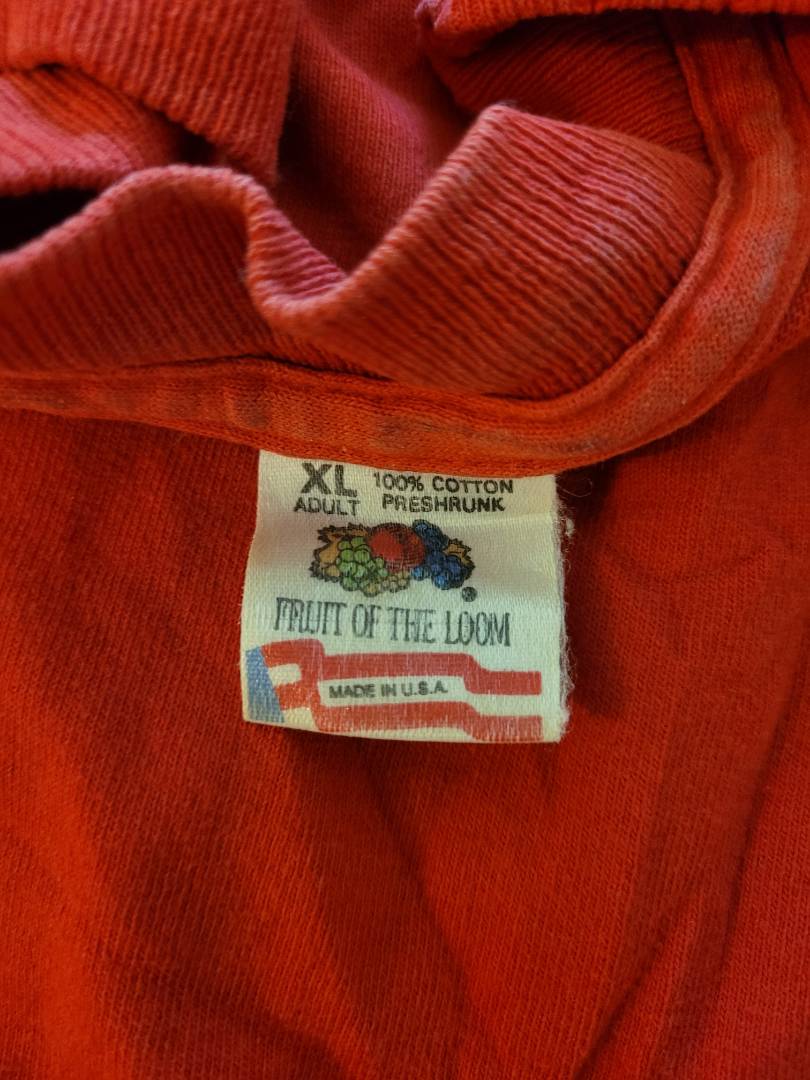 XL 100% COTTON
ADULT PRESHRUNK
®
FRUIT OF THE LOOM
MADE IN U.S.A.